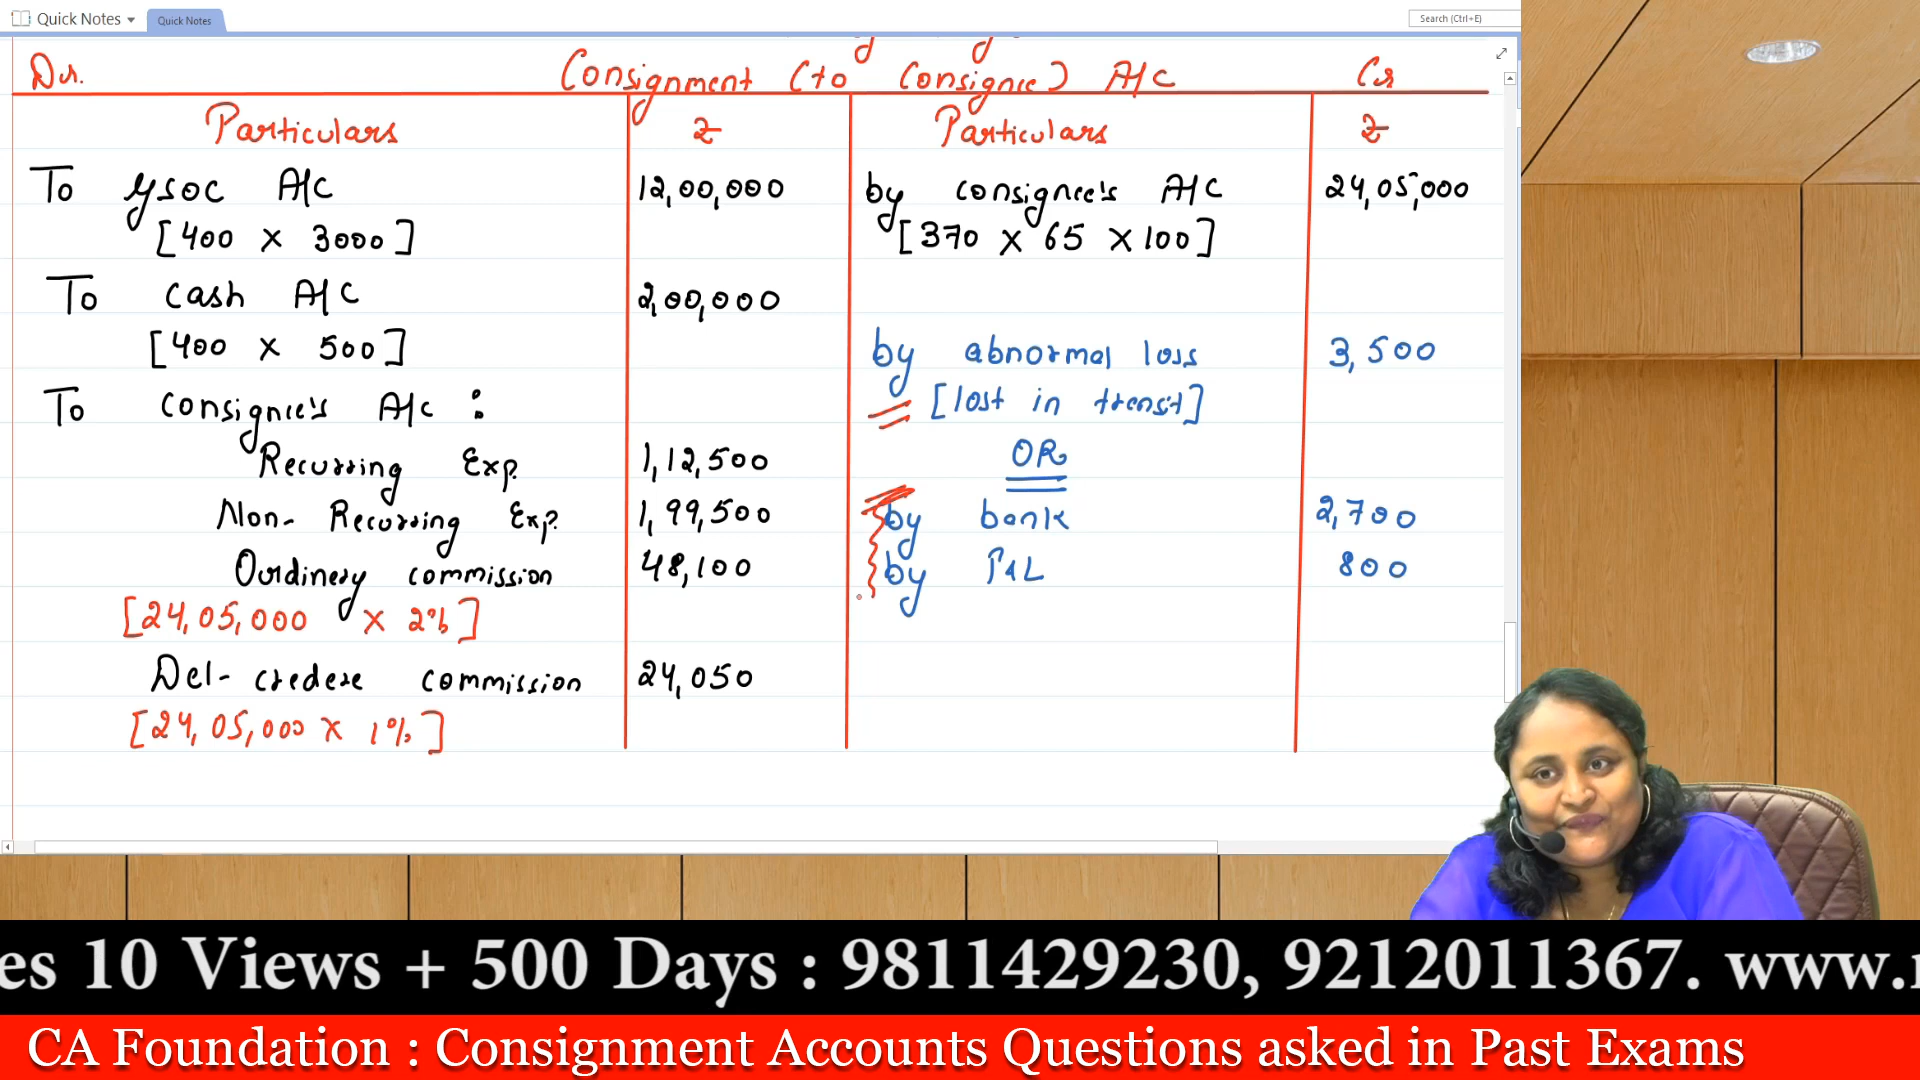 Quick Notes
Quick Notes
Search (Ctrl+E)
Dr. Consignment (to Consignee) A/C Cr
Particulars ₹ Particulars ₹
To GSOC A/C 12,00,000 by consignee's A/C 24,05,000
[400 x 3000] [370 x 65 x 100]
To cash A/C 2,00,000
[400 x 500] by abnormal loss 3,500
To consignee's A/c : [lost in transit]
Recurring Exp. 1,12,500 OR
Non-Recurring Exp. 1,99,500 by bank 2,700
Ourdinery commission 48,100 by P&L 800
[24,05,000 x 2%]
Del-credere commission 24,050
[24,05,000 x 1%]
es 10 Views + 500 Days : 9811429230, 9212011367. www.
CA Foundation : Consignment Accounts Questions asked in Past Exams